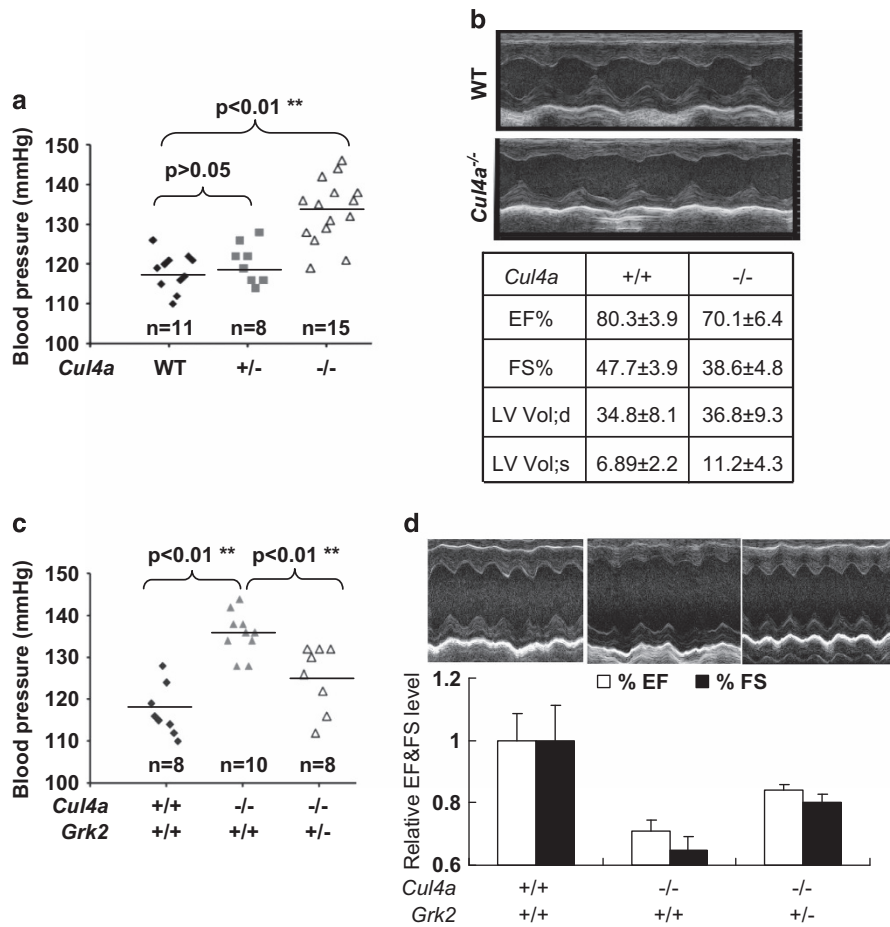 a
p<0.01 **
p>0.05
Blood pressure (mmHg)
150
140
130
120
110
100
n=11 n=8 n=15
Cul4a WT +/- -/-
b
WT
Cul4a-/-
Cul4a +/+ -/-
EF% 80.3±3.9 70.1±6.4
FS% 47.7±3.9 38.6±4.8
LV Vol;d 34.8±8.1 36.8±9.3
LV Vol;s 6.89±2.2 11.2±4.3
c
p<0.01 ** p<0.01 **
Blood pressure (mmHg)
150
140
130
120
110
100
n=8 n=10 n=8
Cul4a +/+ -/- -/-
Grk2 +/+ +/+ +/-
d
% EF % FS
Relative EF&FS level
1.2
1
0.8
0.6
Cul4a +/+ -/- -/-
Grk2 +/+ +/+ +/-